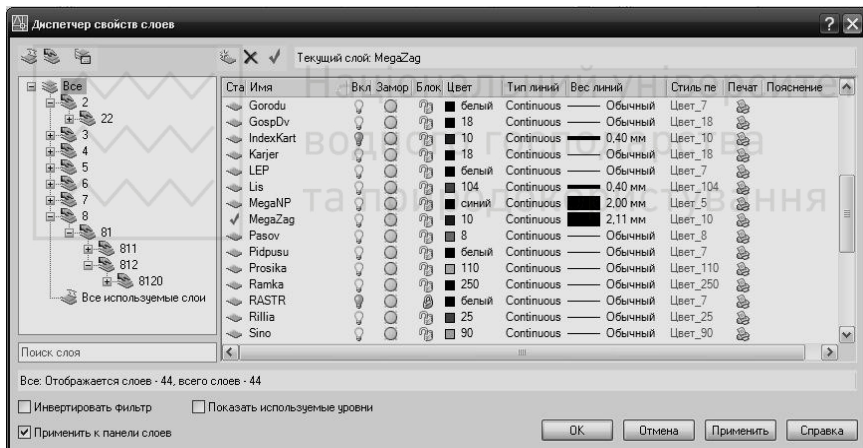 Диспетчер свойств слоев
Текущий слой: MegaZag
Все
2
22
3
4
5
6
7
8
81
811
812
8120
Все используемые слои
Поиск слоя
Ста Имя Вкл Замор Блок Цвет Тип линий Вес линий Стиль пе Печат Пояснение
Gorodu белый Continuous Обычный Цвет_7
GospDv 18 Continuous Обычный Цвет_18
IndexKart 10 Continuous 0,40 мм Цвет_10
Karjer 18 Continuous Обычный Цвет_18
LEP белый Continuous Обычный Цвет_7
Lis 104 Continuous 0,40 мм Цвет_104
MegaNP синий Continuous 2,00 мм Цвет_5
MegaZag 10 Continuous 2,11 мм Цвет_10
Pasov 8 Continuous Обычный Цвет_8
Pidpusu белый Continuous Обычный Цвет_7
Prosika 110 Continuous Обычный Цвет_110
Ramka 250 Continuous Обычный Цвет_250
RASTR белый Continuous Обычный Цвет_7
Rillia 25 Continuous Обычный Цвет_25
Sino 90 Continuous Обычный Цвет_90
Національний університе
водного господарства
та природокористування
Все: Отображается слоев - 44, всего слоев - 44
Инвертировать фильтр Показать используемые уровни
Применить к панели слоев
OK Отмена Применить Справка